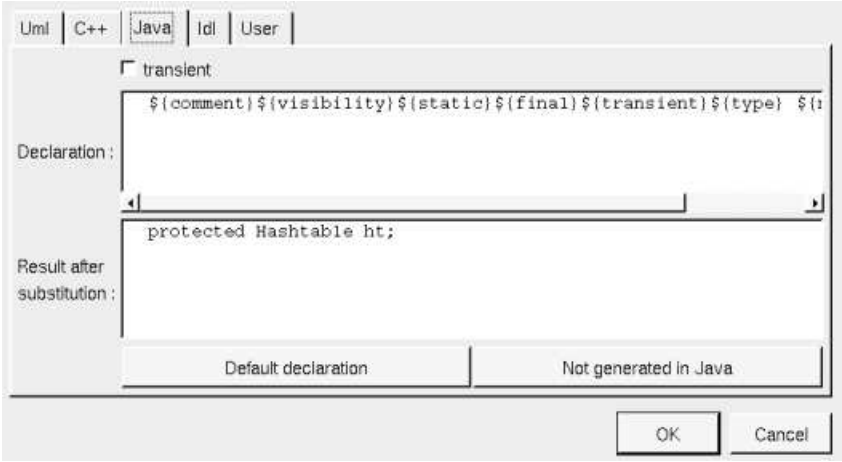 Uml C++ Java Idl User
transient
Declaration :
${comment}${visibility}${static}${final}${transient}${type} ${
Result after
substitution :
protected Hashtable ht;
Default declaration Not generated in Java
OK Cancel